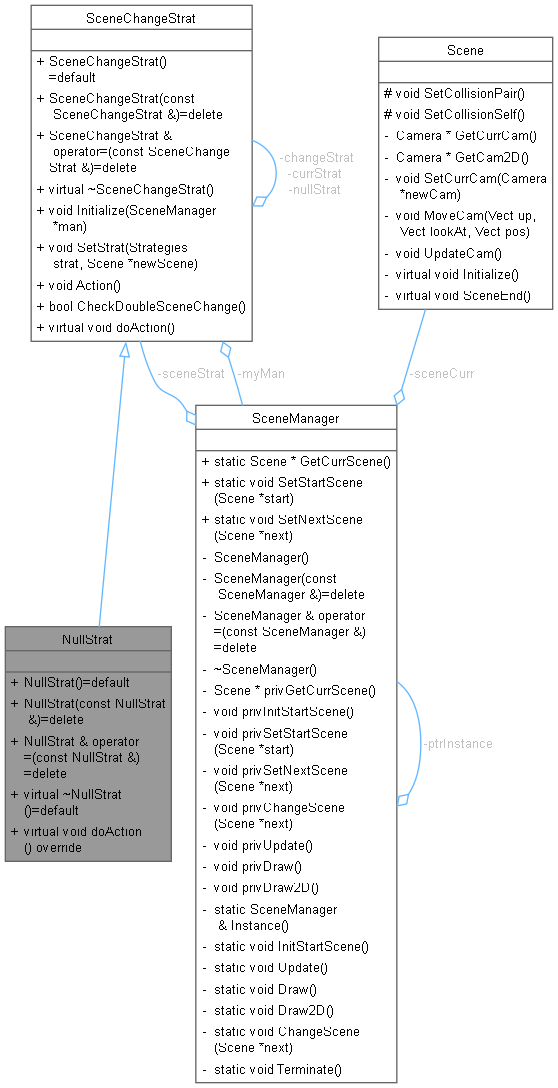 SceneChangeStrat
+ SceneChangeStrat()
=default
+ SceneChangeStrat(const
SceneChangeStrat &)=delete
+ SceneChangeStrat &
operator=(const SceneChange
Strat &)=delete
+ virtual ~SceneChangeStrat()
+ void Initialize(SceneManager
*man)
+ void SetStrat(Strategies
strat, Scene *newScene)
+ void Action()
+ bool CheckDoubleSceneChange()
+ virtual void doAction()
-changeStrat
-currStrat
-nullStrat
Scene
# void SetCollisionPair()
# void SetCollisionSelf()
- Camera * GetCurrCam()
- Camera * GetCam2D()
- void SetCurrCam(Camera
*newCam)
- void MoveCam(Vect up,
Vect lookAt, Vect pos)
- void UpdateCam()
- virtual void Initialize()
- virtual void SceneEnd()
-sceneStrat
-myMan
-sceneCurr
SceneManager
+ static Scene * GetCurrScene()
+ static void SetStartScene
(Scene *start)
+ static void SetNextScene
(Scene *next)
- SceneManager()
- SceneManager(const
SceneManager &)=delete
- SceneManager & operator
=(const SceneManager &)
=delete
- ~SceneManager()
- Scene * privGetCurrScene()
- void privInitStartScene()
- void privSetStartScene
(Scene *start)
- void privSetNextScene
(Scene *next)
- void privChangeScene
(Scene *next)
- void privUpdate()
- void privDraw()
- void privDraw2D()
- static SceneManager
& Instance()
- static void InitStartScene()
- static void Update()
- static void Draw()
- static void Draw2D()
- static void ChangeScene
(Scene *next)
- static void Terminate()
-ptrInstance
NullStrat
+ NullStrat()=default
+ NullStrat(const NullStrat
&)=delete
+ NullStrat & operator
=(const NullStrat &)
=delete
+ virtual ~NullStrat
()=default
+ virtual void doAction
() override